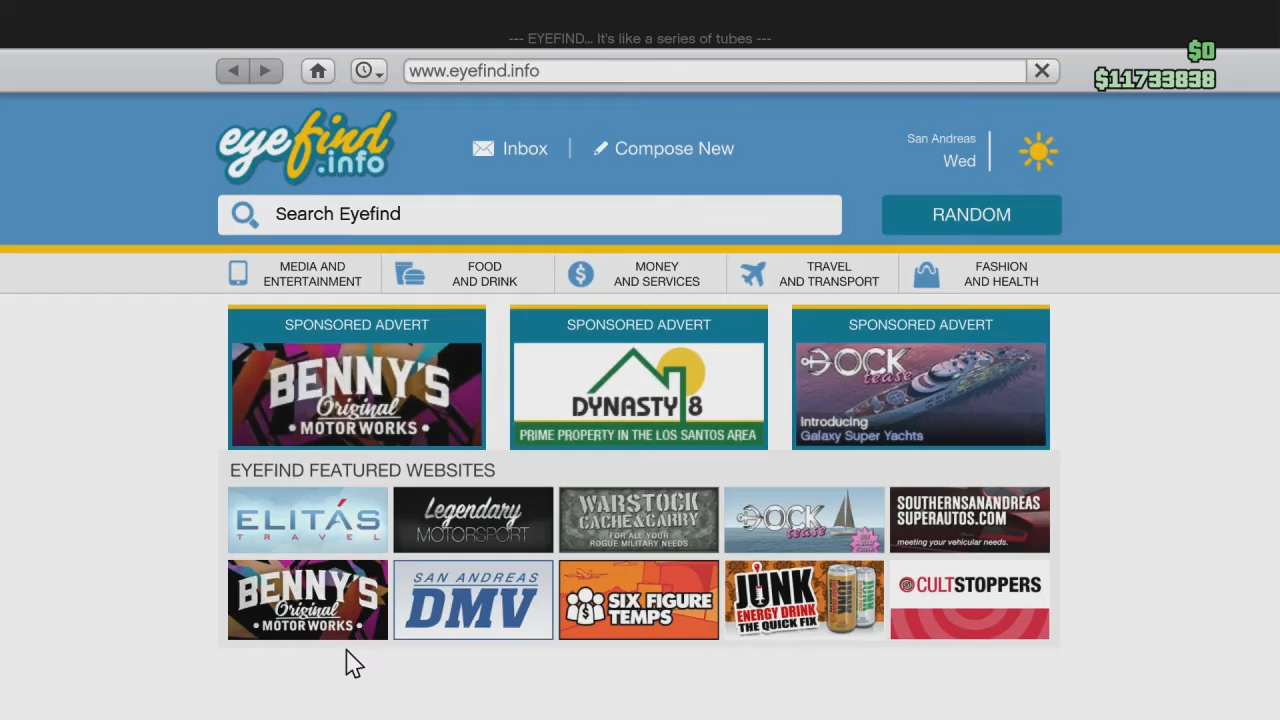 --- EYEFIND... It's like a series of tubes ---
$0
www.eyefind.info
$11733838
eyefind
.info
Inbox
Compose New
San Andreas
Wed
Search Eyefind
RANDOM
MEDIA AND
ENTERTAINMENT
FOOD
AND DRINK
MONEY
AND SERVICES
TRAVEL
AND TRANSPORT
FASHION
AND HEALTH
SPONSORED ADVERT
BENNY'S
Original
MOTOR WORKS
SPONSORED ADVERT
DYNASTY 8
PRIME PROPERTY IN THE LOS SANTOS AREA
SPONSORED ADVERT
DOCK
tease
Introducing
Galaxy Super Yachts
EYEFIND FEATURED WEBSITES
ELITÁS
TRAVEL
Legendary
MOTORSPORT
WARSTOCK
CACHE & CARRY
FOR ALL YOUR
ROGUE MILITARY NEEDS
DOCK
tease
SOUTHERNSANANDREAS
SUPERAUTOS.COM
meeting your vehicular needs.
BENNY'S
Original
MOTOR WORKS
SAN ANDREAS
DMV
SIX FIGURE
TEMPS
JUNK
ENERGY DRINK
THE QUICK FIX
CULTSTOPPERS